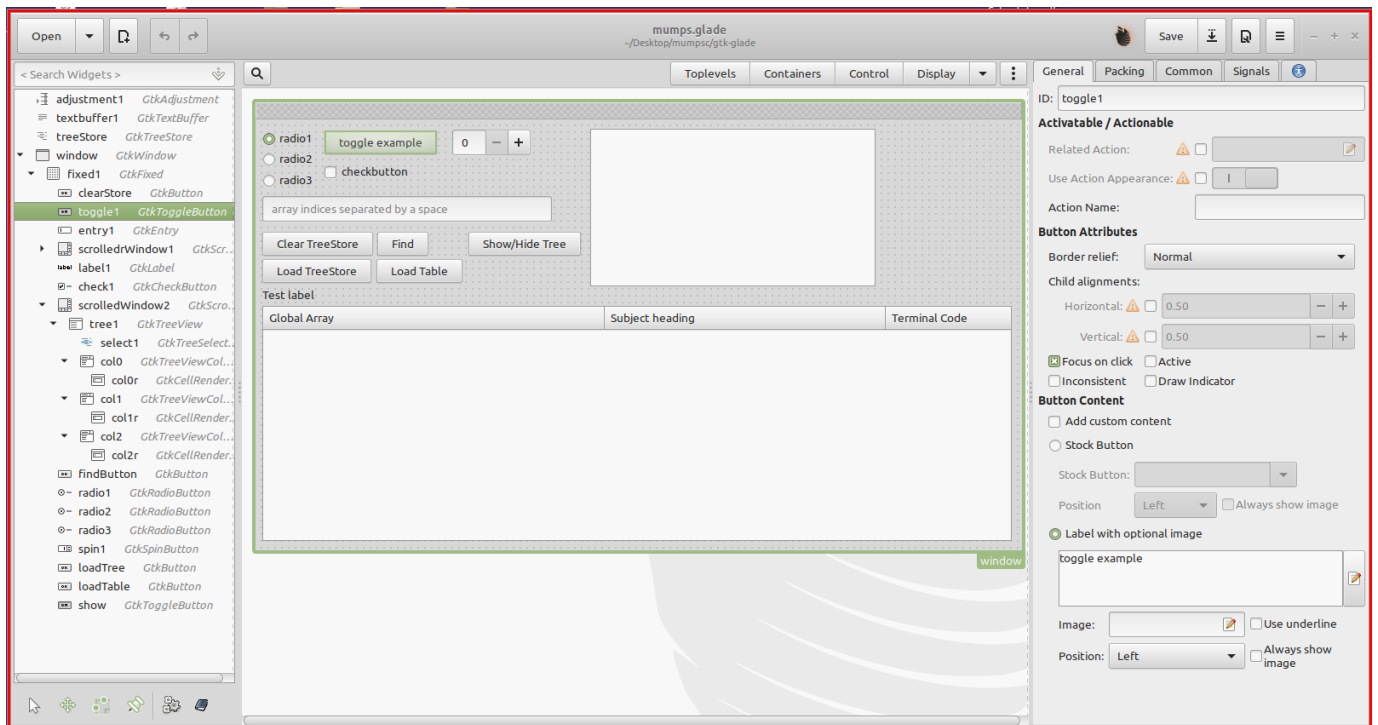 mumps.glade
Open
~/Desktop/mumpsc/gtk-glade
Save
< Search Widgets >
Toplevels Containers Control Display
General Packing Common Signals
adjustment1 GtkAdjustment
textbuffer1 GtkTextBuffer
treeStore GtkTreeStore
window GtkWindow
fixed1 GtkFixed
clearStore GtkButton
toggle1 GtkToggleButton
entry1 GtkEntry
scrolledrWindow1 GtkScr...
label label1 GtkLabel
check1 GtkCheckButton
scrolledWindow2 GtkScro...
tree1 GtkTreeView
select1 GtkTreeSelect...
col0 GtkTreeViewCol...
col0r GtkCellRender...
col1 GtkTreeViewCol...
col1r GtkCellRender...
col2 GtkTreeViewCol...
col2r GtkCellRender...
findButton GtkButton
radio1 GtkRadioButton
radio2 GtkRadioButton
radio3 GtkRadioButton
spin1 GtkSpinButton
loadTree GtkButton
loadTable GtkButton
show GtkToggleButton
radio1 toggle example 0 − +
radio2
checkbutton
radio3
array indices separated by a space
Clear TreeStore Find Show/Hide Tree
Load TreeStore Load Table
Test label
Global Array Subject heading Terminal Code
window
ID: toggle1
Activatable / Actionable
Related Action:
Use Action Appearance:
Action Name:
Button Attributes
Border relief: Normal
Child alignments:
Horizontal: 0.50 − +
Vertical: 0.50 − +
Focus on click Active
Inconsistent Draw Indicator
Button Content
Add custom content
Stock Button
Stock Button:
Position Left Always show image
Label with optional image
toggle example
Image: Use underline
Position: Left Always show
image